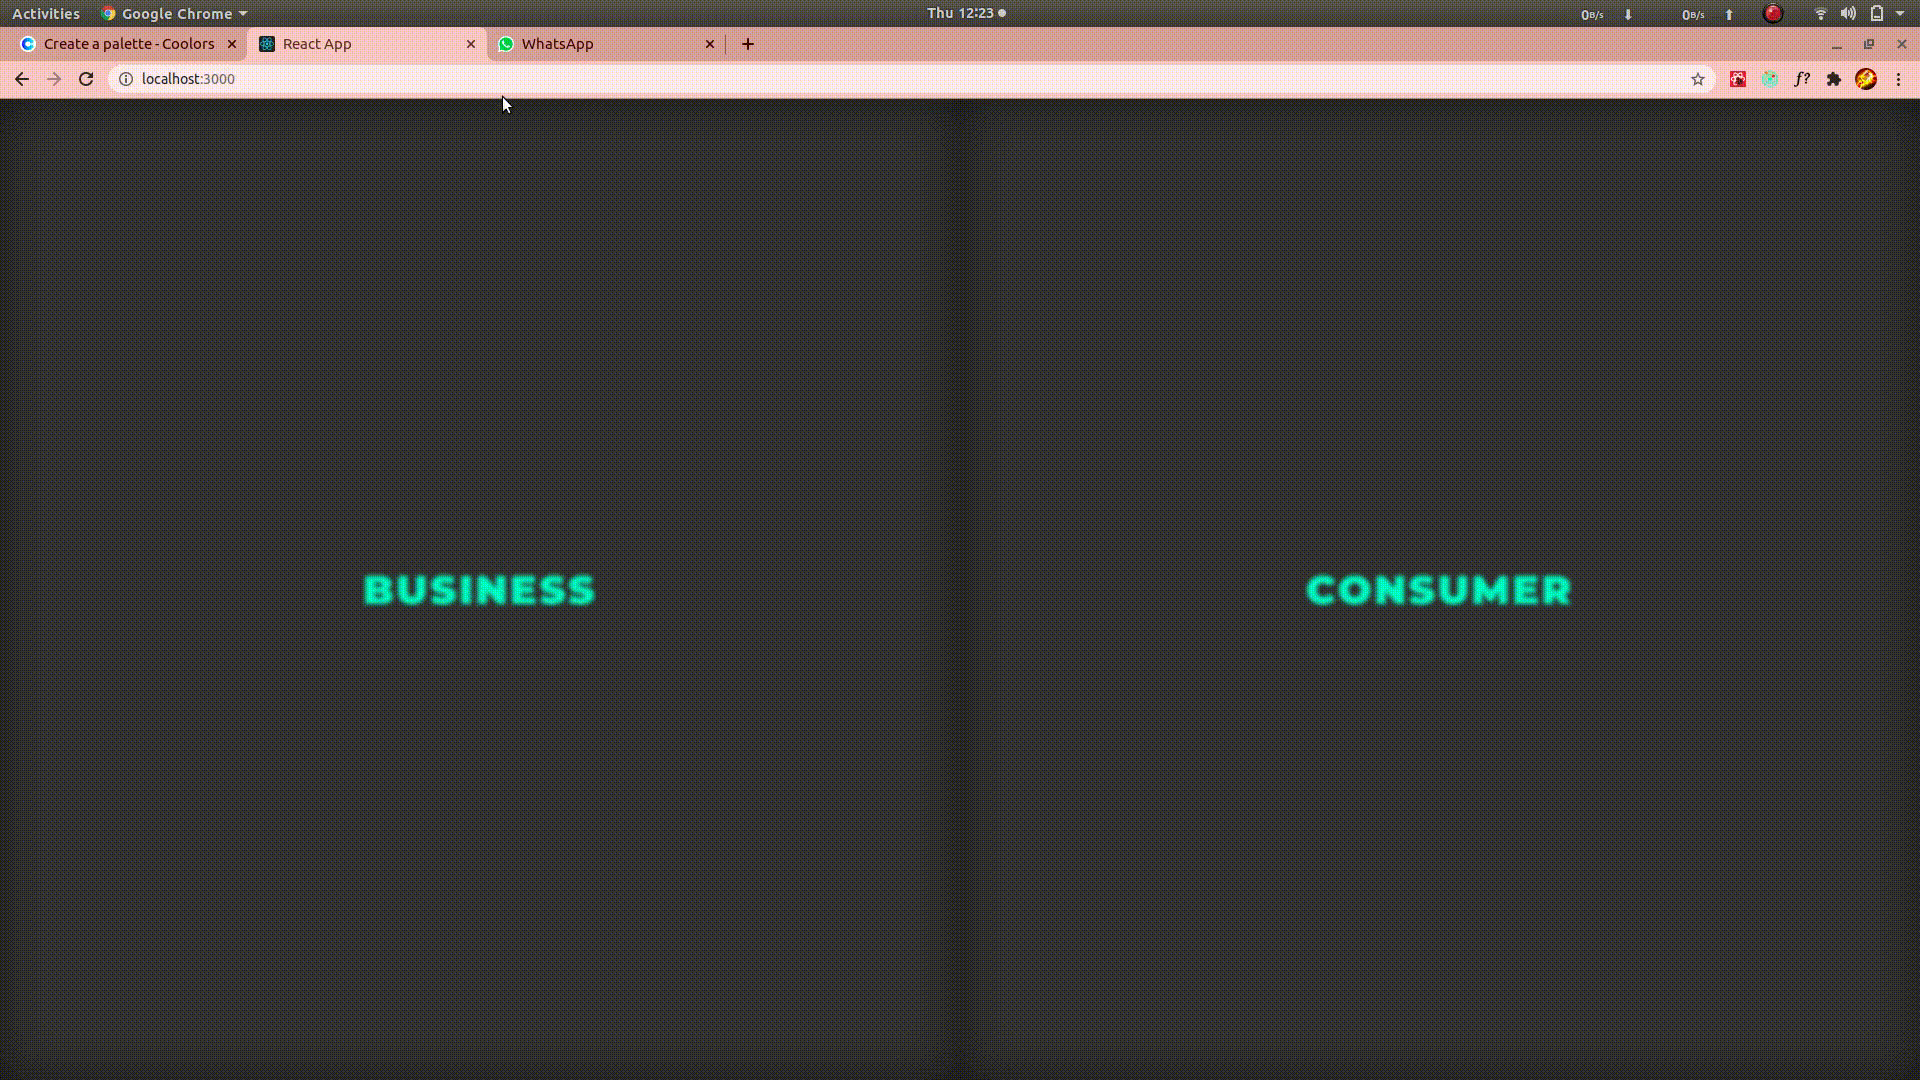 Activities Google Chrome Thu 12:23 0B/s 0B/s
Create a palette - Coolors React App WhatsApp
localhost:3000 f?
BUSINESS CONSUMER